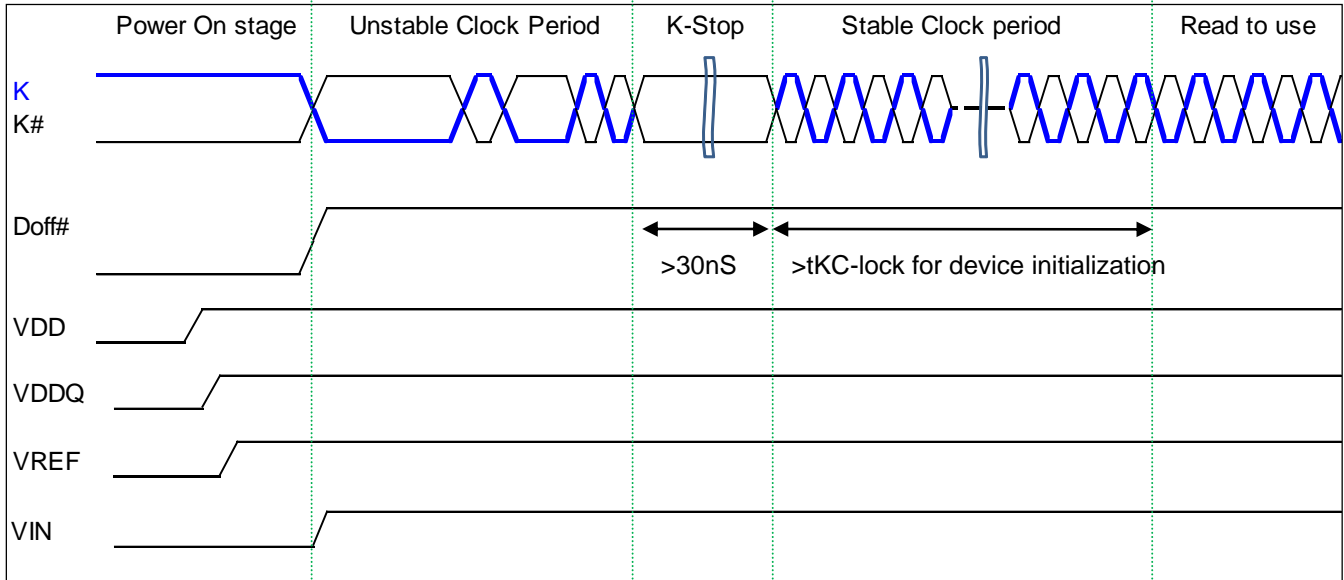 Power On stage Unstable Clock Period K-Stop Stable Clock period Read to use
K
K#
Doff#
>30nS >tKC-lock for device initialization
VDD
VDDQ
VREF
VIN